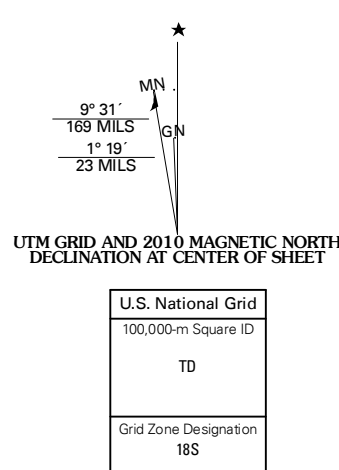 MN
9° 31´
169 MILS
GN
1° 19´
23 MILS
UTM GRID AND 2010 MAGNETIC NORTH
DECLINATION AT CENTER OF SHEET
U.S. National Grid
100,000-m Square ID
TD
Grid Zone Designation
18S